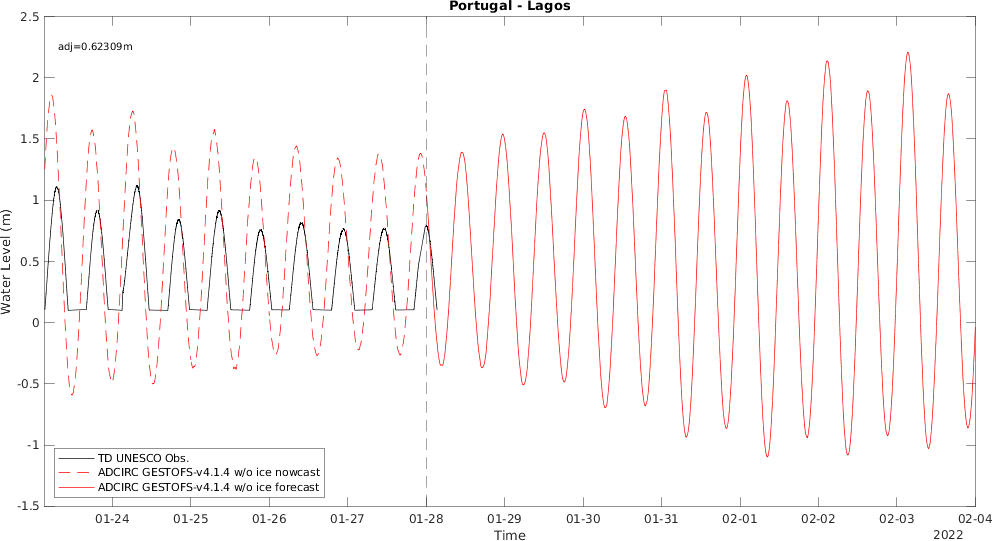 Portugal - Lagos
2.5
adj=0.62309m
2
1.5
1
0.5
0
-0.5
-1
-1.5
Water Level (m)
TD UNESCO Obs.
ADCIRC GESTOFS-v4.1.4 w/o ice nowcast
ADCIRC GESTOFS-v4.1.4 w/o ice forecast
01-24 01-25 01-26 01-27 01-28 01-29 01-30 01-31 02-01 02-02 02-03 02-04
Time
2022